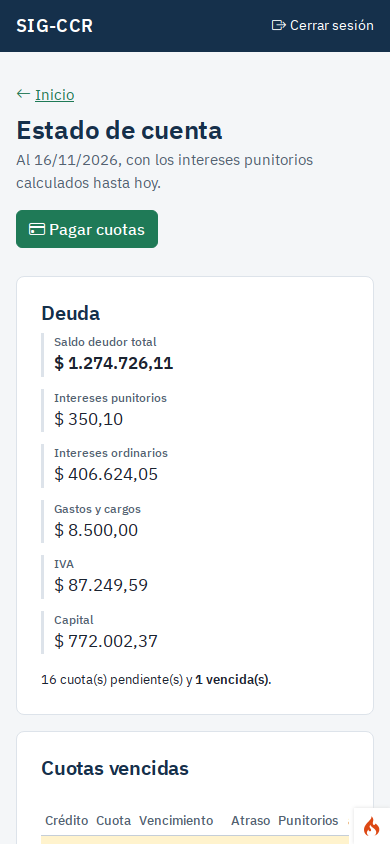 SIG-CCR
Cerrar sesión
← Inicio
Estado de cuenta
Al 16/11/2026, con los intereses punitorios
calculados hasta hoy.
Pagar cuotas
Deuda
Saldo deudor total
$ 1.274.726,11
Intereses punitorios
$ 350,10
Intereses ordinarios
$ 406.624,05
Gastos y cargos
$ 8.500,00
IVA
$ 87.249,59
Capital
$ 772.002,37
16 cuota(s) pendiente(s) y 1 vencida(s).
Cuotas vencidas
Crédito Cuota Vencimiento Atraso Punitorios